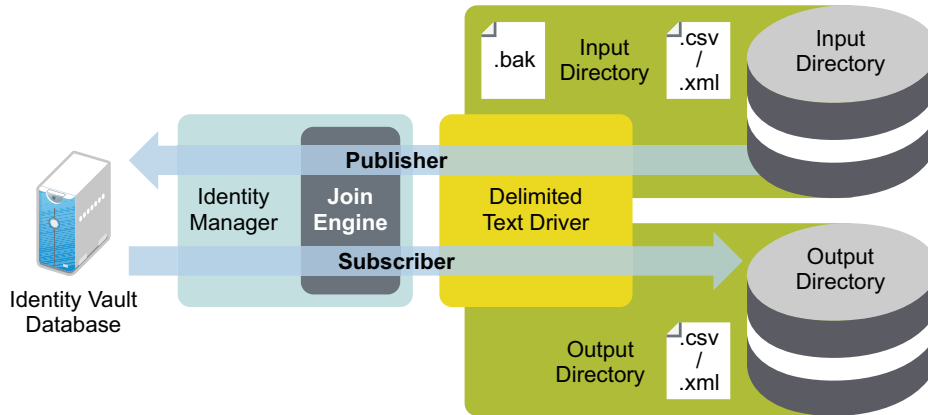 .bak
Input
Directory
.csv
/
.xml
Input
Directory
Publisher
Identity
Manager
Join
Engine
Delimited
Text Driver
Subscriber
Identity Vault
Database
Output
Directory
Output
Directory
.csv
/
.xml